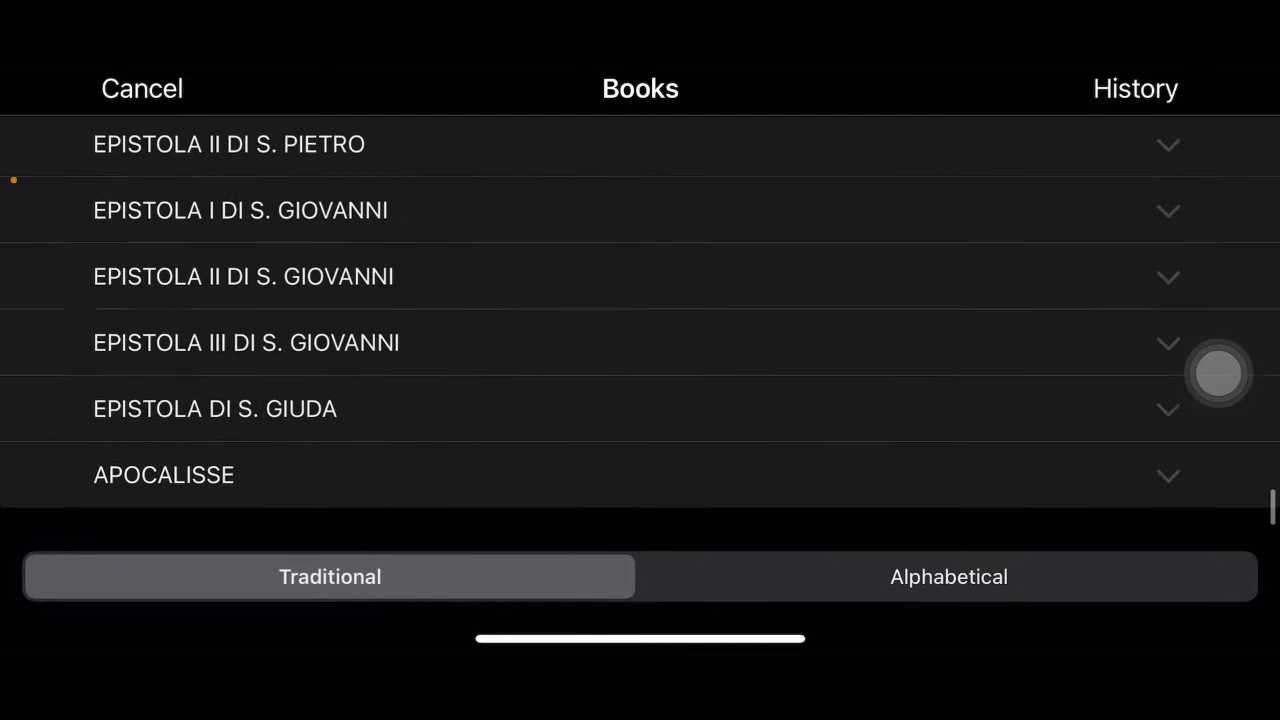 Cancel
Books
History
EPISTOLA II DI S. PIETRO
EPISTOLA I DI S. GIOVANNI
EPISTOLA II DI S. GIOVANNI
EPISTOLA III DI S. GIOVANNI
EPISTOLA DI S. GIUDA
APOCALISSE
Traditional
Alphabetical